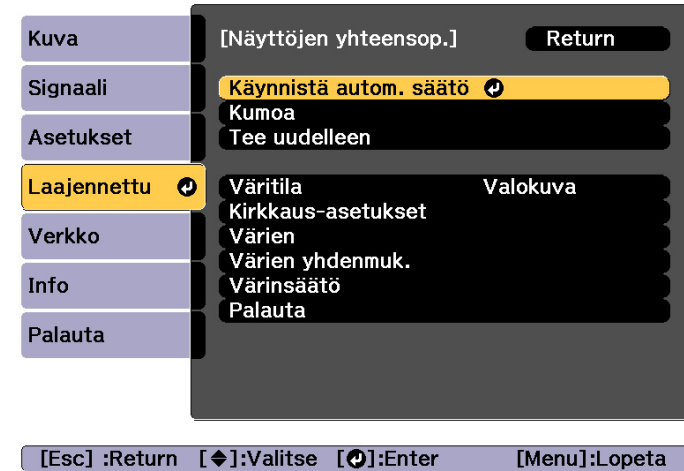 Kuva
Signaali
Asetukset
Laajennettu
Verkko
Info
Palauta
[Näyttöjen yhteensop.] Return
Käynnistä autom. säätö
Kumoa
Tee uudelleen
Väritila Valokuva
Kirkkaus-asetukset
Värien
Värien yhdenmuk.
Värinsäätö
Palauta
[Esc] :Return [◆]:Valitse [⏎]:Enter [Menu]:Lopeta